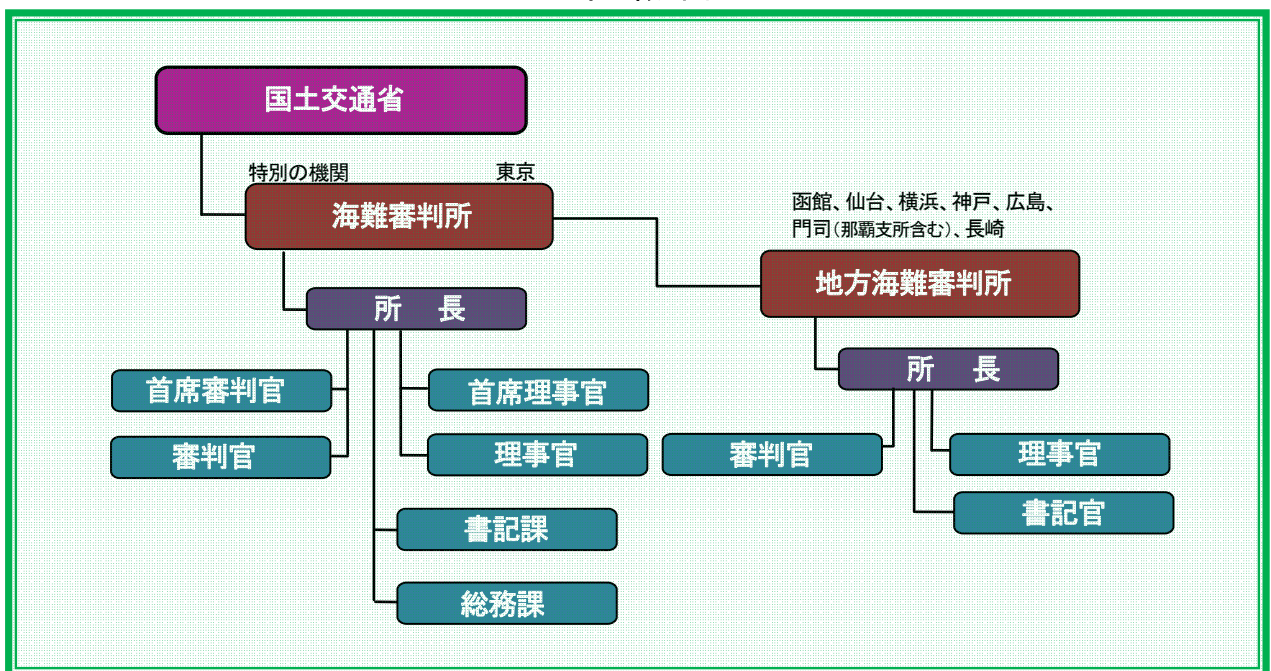 国土交通省
特別の機関
東京
海難審判所
函館、仙台、横浜、神戸、広島、
門司(那覇支所含む)、長崎
地方海難審判所
所 長
所 長
首席審判官
首席理事官
審判官
理事官
審判官
理事官
書記課
書記官
総務課